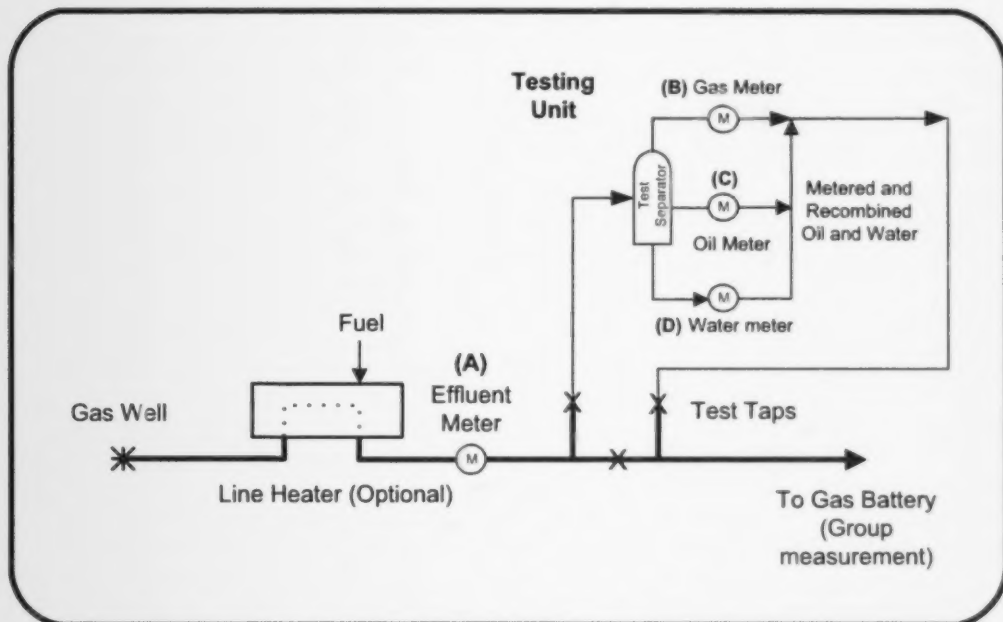 Testing
Unit
(B) Gas Meter
M
Test
Separator
(C)
M
Oil Meter
Metered and
Recombined
Oil and Water
M
(D) Water meter
Fuel
(A)
Effluent
Meter
Gas Well
M
Test Taps
Line Heater (Optional)
To Gas Battery
(Group
measurement)